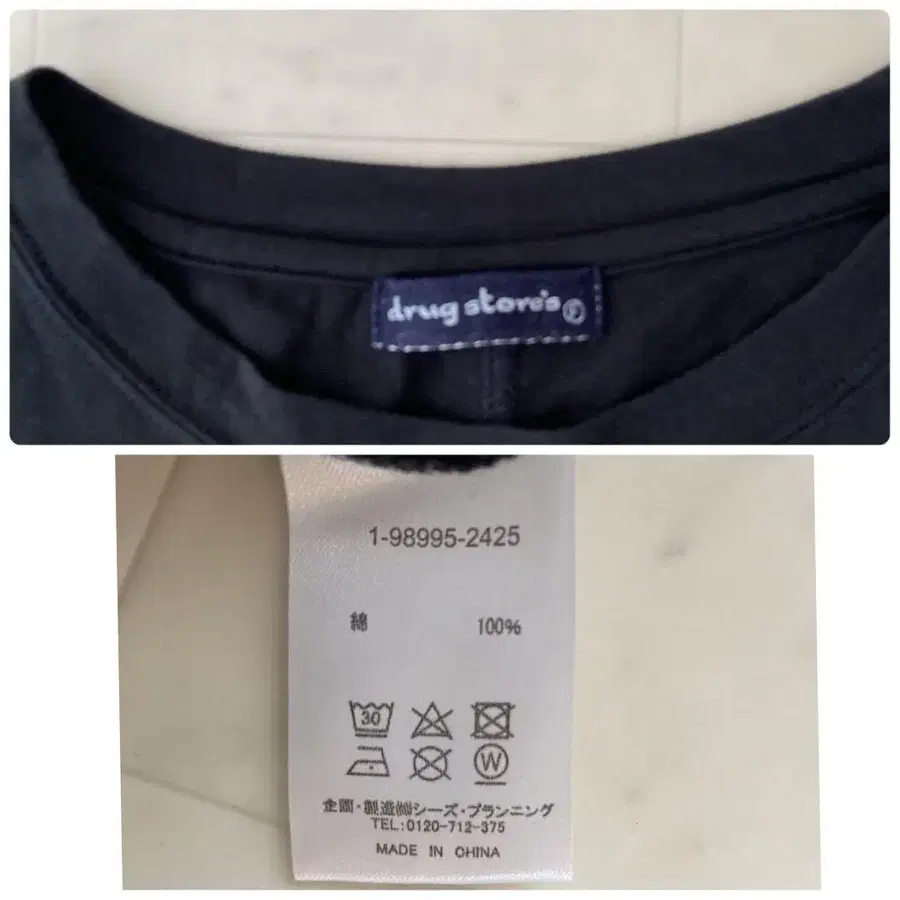 drug store's®
1-98995-2425
綿 100%
30
W
企画・製造㈱シーズ・プランニング
TEL:0120-712-375
MADE IN CHINA